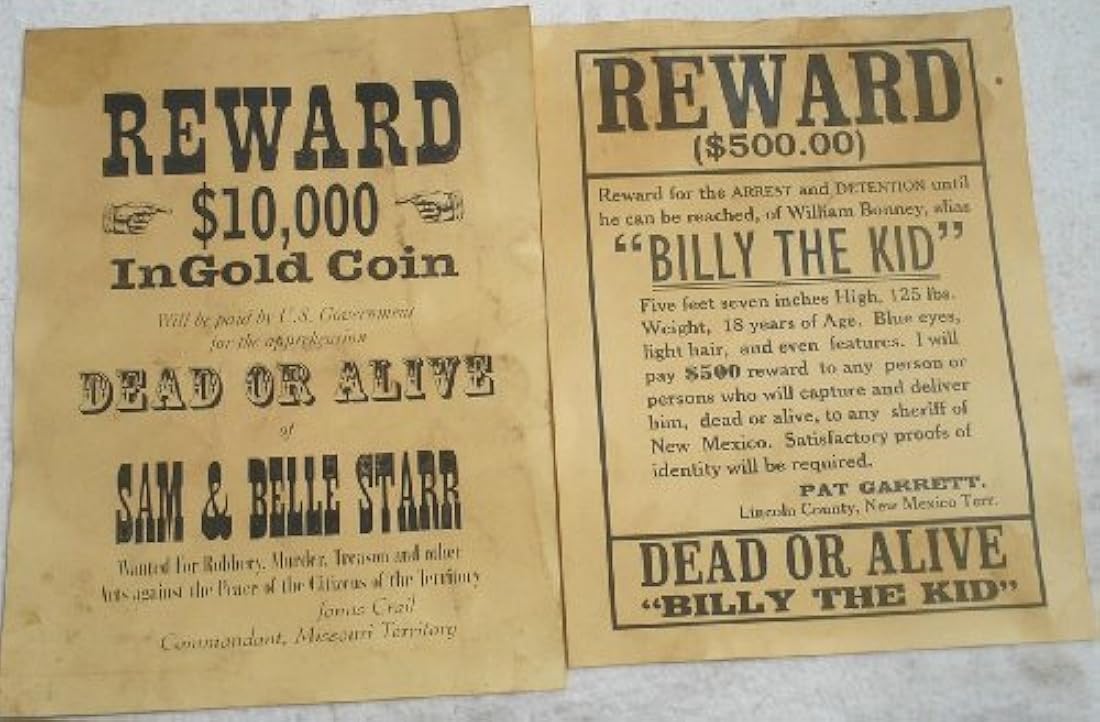 REWARD
$10,000
In Gold Coin
Will be paid by U.S. Government
for the apprehension
DEAD OR ALIVE
of
SAM & BELLE STARR
Wanted for Robbery, Murder, Treason and other
Acts against the Peace of the Citizens of the Territory
Jonas Crail
Commandant, Missouri Territory
REWARD
($500.00)
Reward for the ARREST and DETENTION until
he can be reached, of William Bonney, alias
“BILLY THE KID”
Five feet seven inches High, 125 lbs.
Weight, 18 years of Age. Blue eyes,
light hair, and even features. I will
pay $500 reward to any person or
persons who will capture and deliver
him, dead or alive, to any sheriff of
New Mexico. Satisfactory proofs of
identity will be required.
PAT GARRETT.
Lincoln County, New Mexico Terr.
DEAD OR ALIVE
“BILLY THE KID”